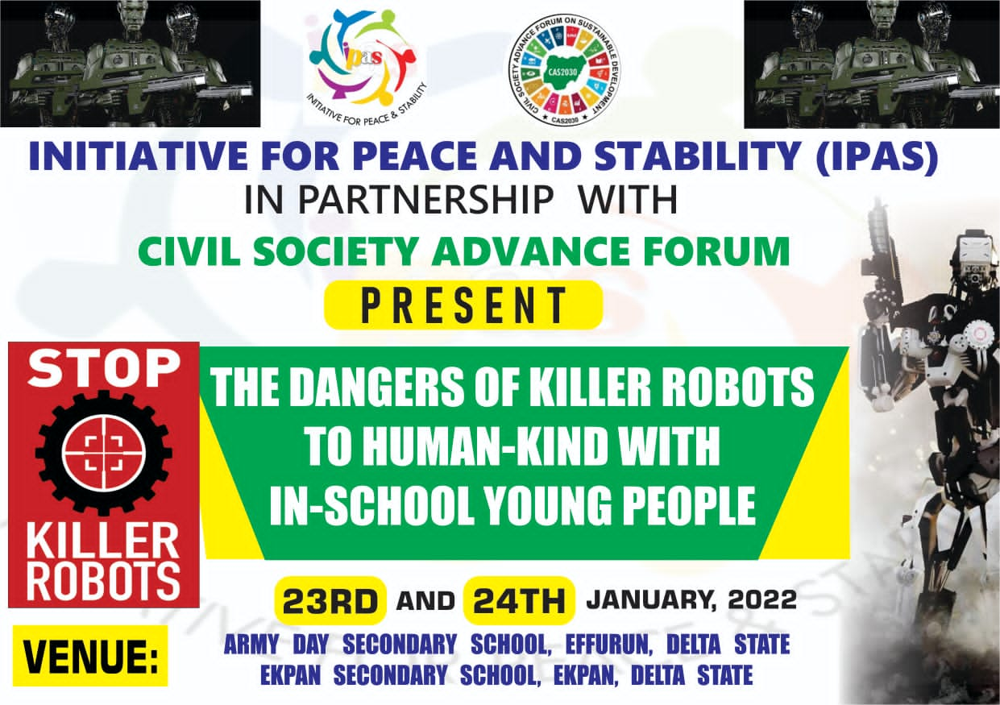 ipas
INITIATIVE FOR PEACE & STABILITY
CIVIL SOCIETY ADVANCE FORUM ON SUSTAINABLE DEVELOPMENT
CAS2030
★ CAS2030 ★
INITIATIVE FOR PEACE AND STABILITY (IPAS)
IN PARTNERSHIP WITH
CIVIL SOCIETY ADVANCE FORUM
PRESENT
STOP
KILLER
ROBOTS
THE DANGERS OF KILLER ROBOTS
TO HUMAN-KIND WITH
IN-SCHOOL YOUNG PEOPLE
23RD AND 24TH JANUARY, 2022
VENUE:
ARMY DAY SECONDARY SCHOOL, EFFURUN, DELTA STATE
EKPAN SECONDARY SCHOOL, EKPAN, DELTA STATE